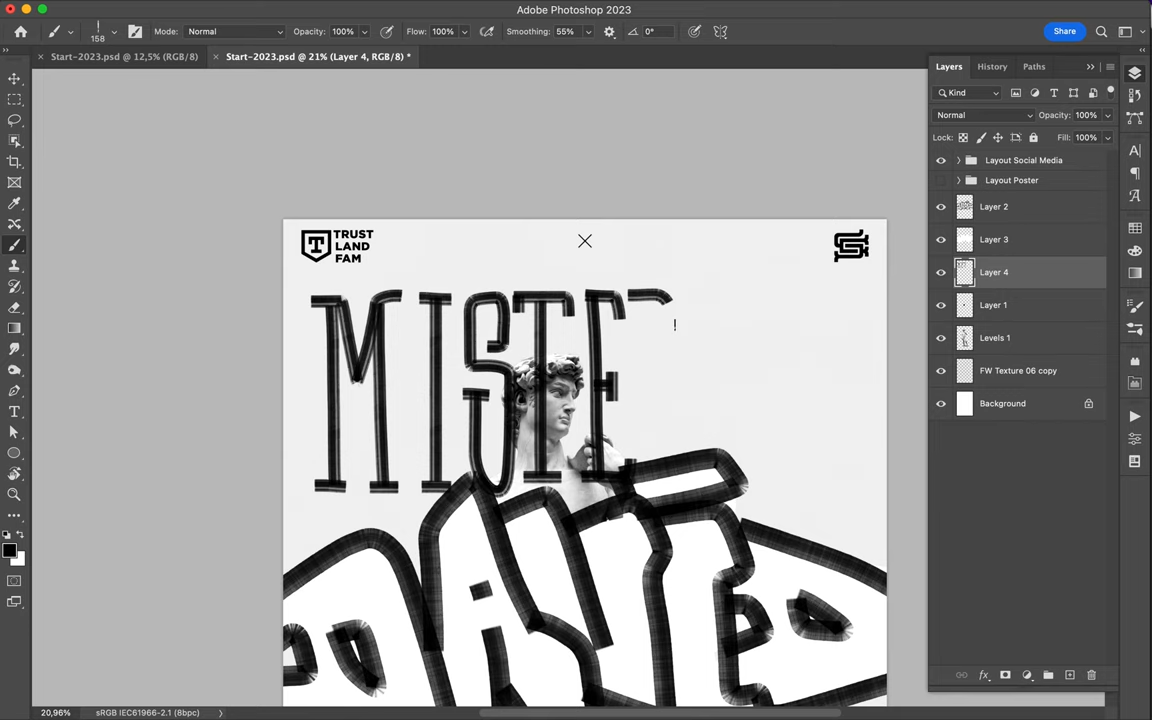 Adobe Photoshop 2023
158
Mode: Normal
Opacity: 100%
Flow: 100%
Smoothing: 55%
0°
Share
Start-2023.psd @ 12,5% (RGB/8)
Start-2023.psd @ 21% (Layer 4, RGB/8) *
Layers
History
Paths
Kind
Normal
Opacity: 100%
Lock:
Fill: 100%
Layout Social Media
Layout Poster
Layer 2
Layer 3
Layer 4
Layer 1
Levels 1
FW Texture 06 copy
Background
TRUST
LAND
FAM
MISTE
20,96%
sRGB IEC61966-2.1 (8bpc)